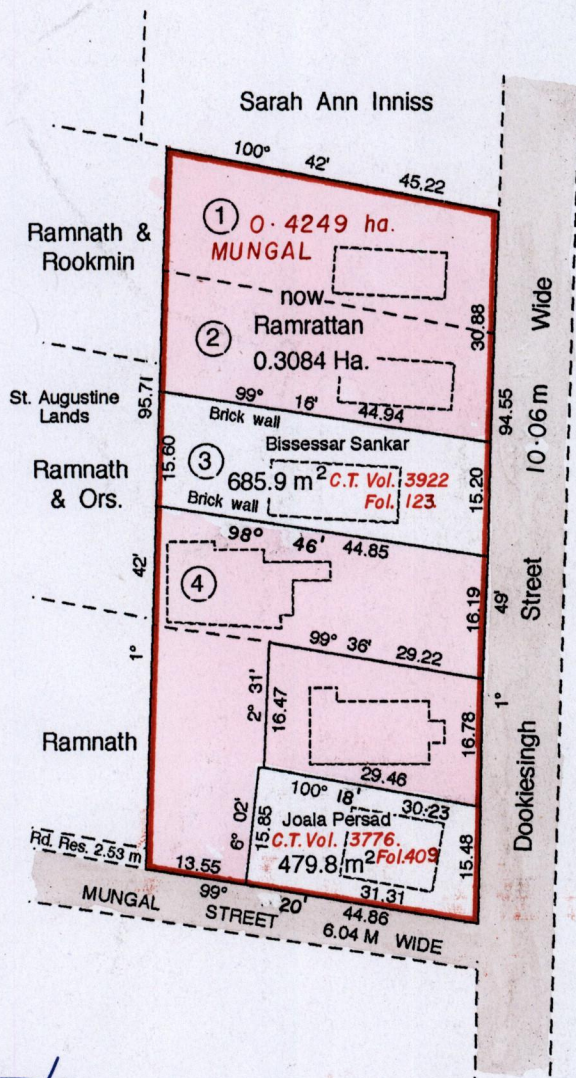 Sarah Ann Inniss
100° 42' 45.22
1 0.4249 ha.
MUNGAL
Ramnath &
Rookmin
now
Ramrattan
2
0.3084 Ha.
30.88
Wide
99° 16' 44.94
Brick wall
St. Augustine
Lands
95.71
94.55
10.06 m
Bissessar Sankar
3
685.9 m² C.T. Vol. 3922
Fol. 123.
Brick wall
15.60
15.20
Ramnath
& Ors.
98° 46' 44.85
4
42'
16.19
49'
Street
99° 36' 29.22
1°
2° 31'
16.47
16.78
1°
Ramnath
29.46
100° 18' 30.23
Joala Persad
C.T. Vol. 3776.
Fol. 409
479.8 m²
6° 02'
15.85
15.48
Dookiesingh
Rd. Res. 2.53 m
13.55
31.31
99° 20' 44.86
MUNGAL STREET 6.04 M WIDE